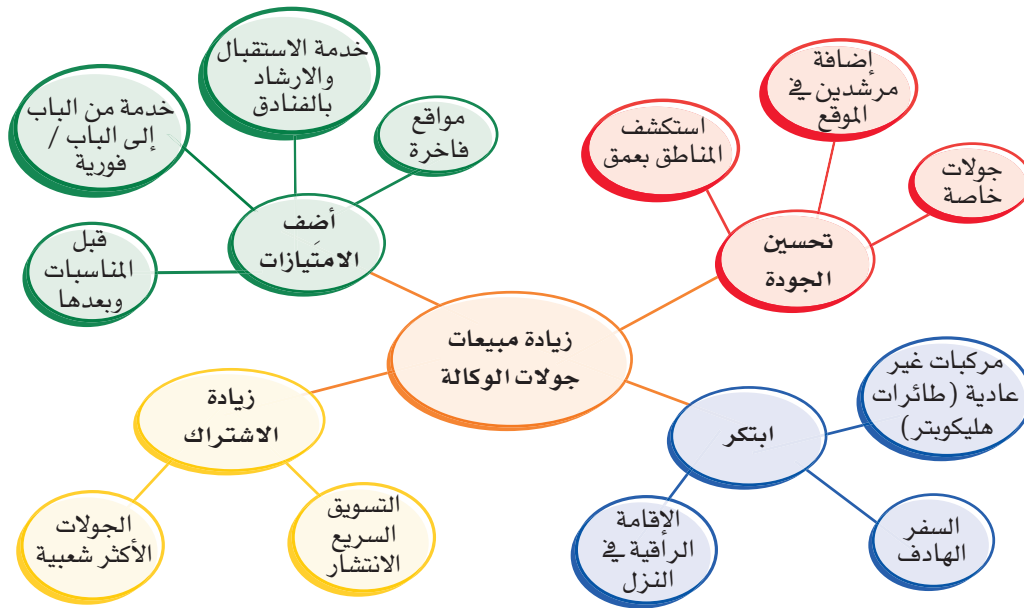 زيادة مبيعات
جولات الوكالة
تحسين
الجودة
استكشف
المناطق بعمق
إضافة
مرشدين في
الموقع
جولات
خاصة
أضف
الامتَيازات
مواقع
فاخرة
خدمة الاستقبال
والارشاد
بالفنادق
خدمة من الباب
إلى الباب /
فورية
قبل
المناسبات
وبعدها
ابتكر
مركبات غير
عادية (طائرات
هليكوبتر)
السفر
الهادف
الإقامة
الراقية في
النزل
زيادة
الاشتراك
التسويق
السريع
الانتشار
الجولات
الأكثر شعبية